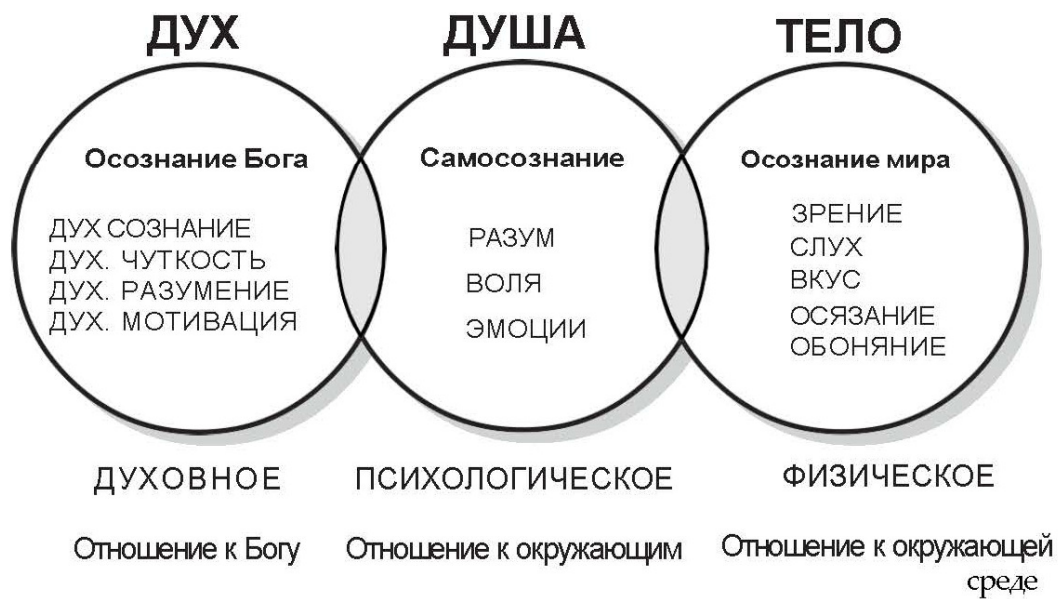 ДУХ
Осознание Бога
ДУХ СОЗНАНИЕ
ДУХ. ЧУТКОСТЬ
ДУХ. РАЗУМЕНИЕ
ДУХ. МОТИВАЦИЯ
ДУХОВНОЕ
Отношение к Богу
ДУША
Самосознание
РАЗУМ
ВОЛЯ
ЭМОЦИИ
ПСИХОЛОГИЧЕСКОЕ
Отношение к окружающим
ТЕЛО
Осознание мира
ЗРЕНИЕ
СЛУХ
ВКУС
ОСЯЗАНИЕ
ОБОНЯНИЕ
ФИЗИЧЕСКОЕ
Отношение к окружающей
среде